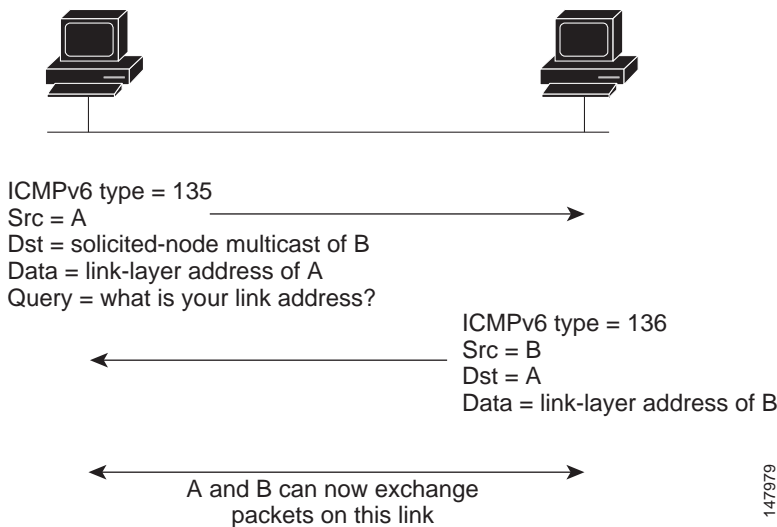 ICMPv6 type = 135
Src = A
Dst = solicited-node multicast of B
Data = link-layer address of A
Query = what is your link address?
ICMPv6 type = 136
Src = B
Dst = A
Data = link-layer address of B
A and B can now exchange
packets on this link
147979